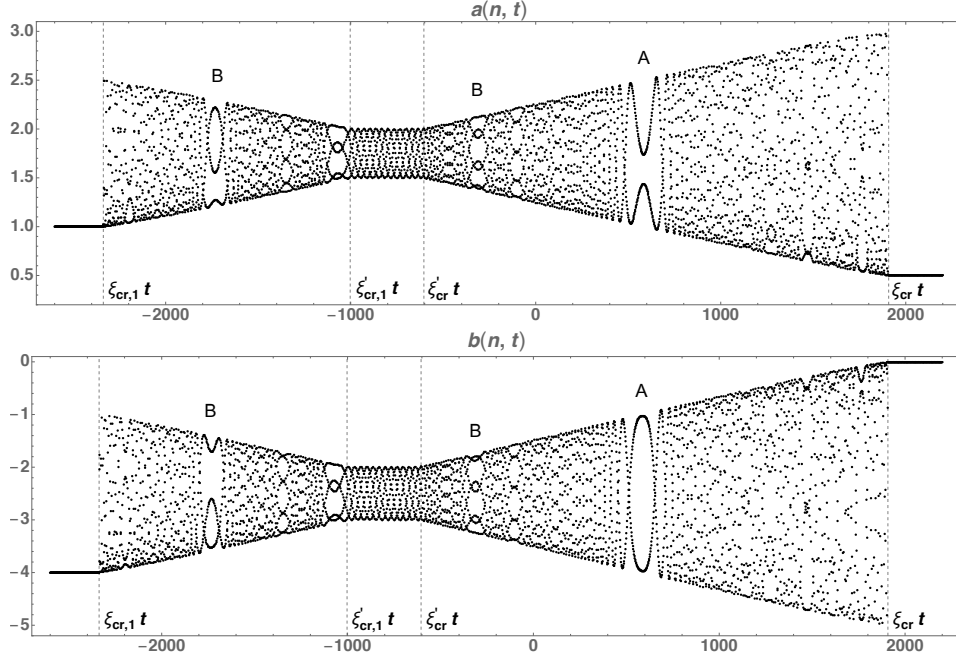 a(n, t)
3.0
2.5
2.0
1.5
1.0
0.5
B
B
A
ξcr,1 t
ξ'cr,1 t
ξ'cr t
ξcr t
−2000
−1000
0
1000
2000
b(n, t)
0
−1
−2
−3
−4
−5
B
B
A
ξcr,1 t
ξ'cr,1 t
ξ'cr t
ξcr t
−2000
−1000
0
1000
2000